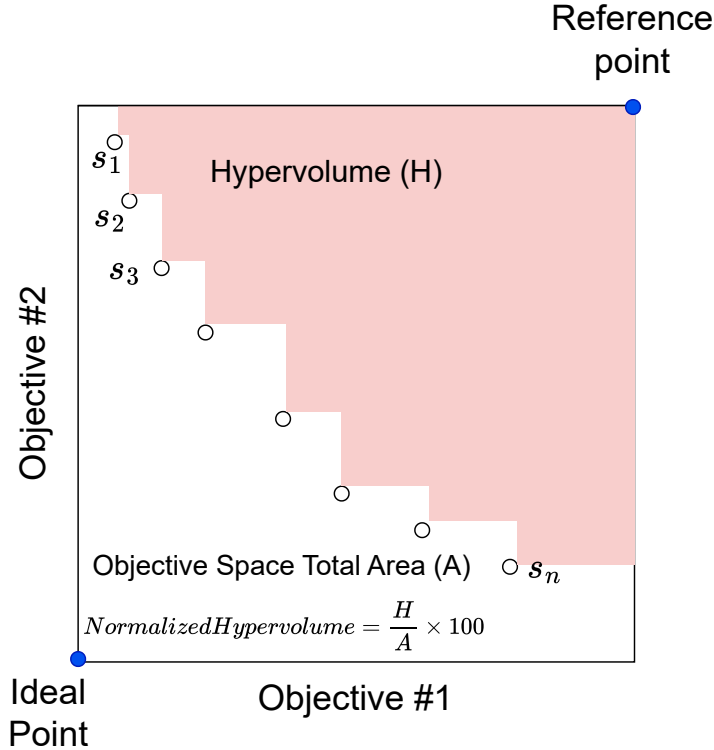 Reference
point
s₁
Hypervolume (H)
s₂
s₃
Objective #2
Objective Space Total Area (A)
sₙ
NormalizedHypervolume = H/A × 100
Ideal
Point
Objective #1